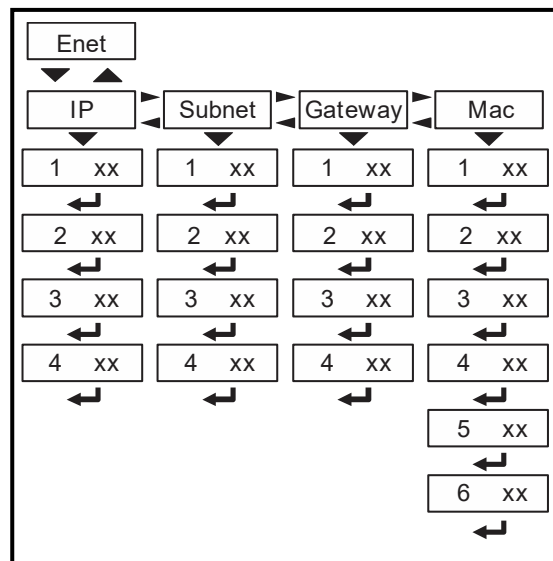 Enet
IP Subnet Gateway Mac
1 xx 1 xx 1 xx 1 xx
2 xx 2 xx 2 xx 2 xx
3 xx 3 xx 3 xx 3 xx
4 xx 4 xx 4 xx 4 xx
5 xx
6 xx